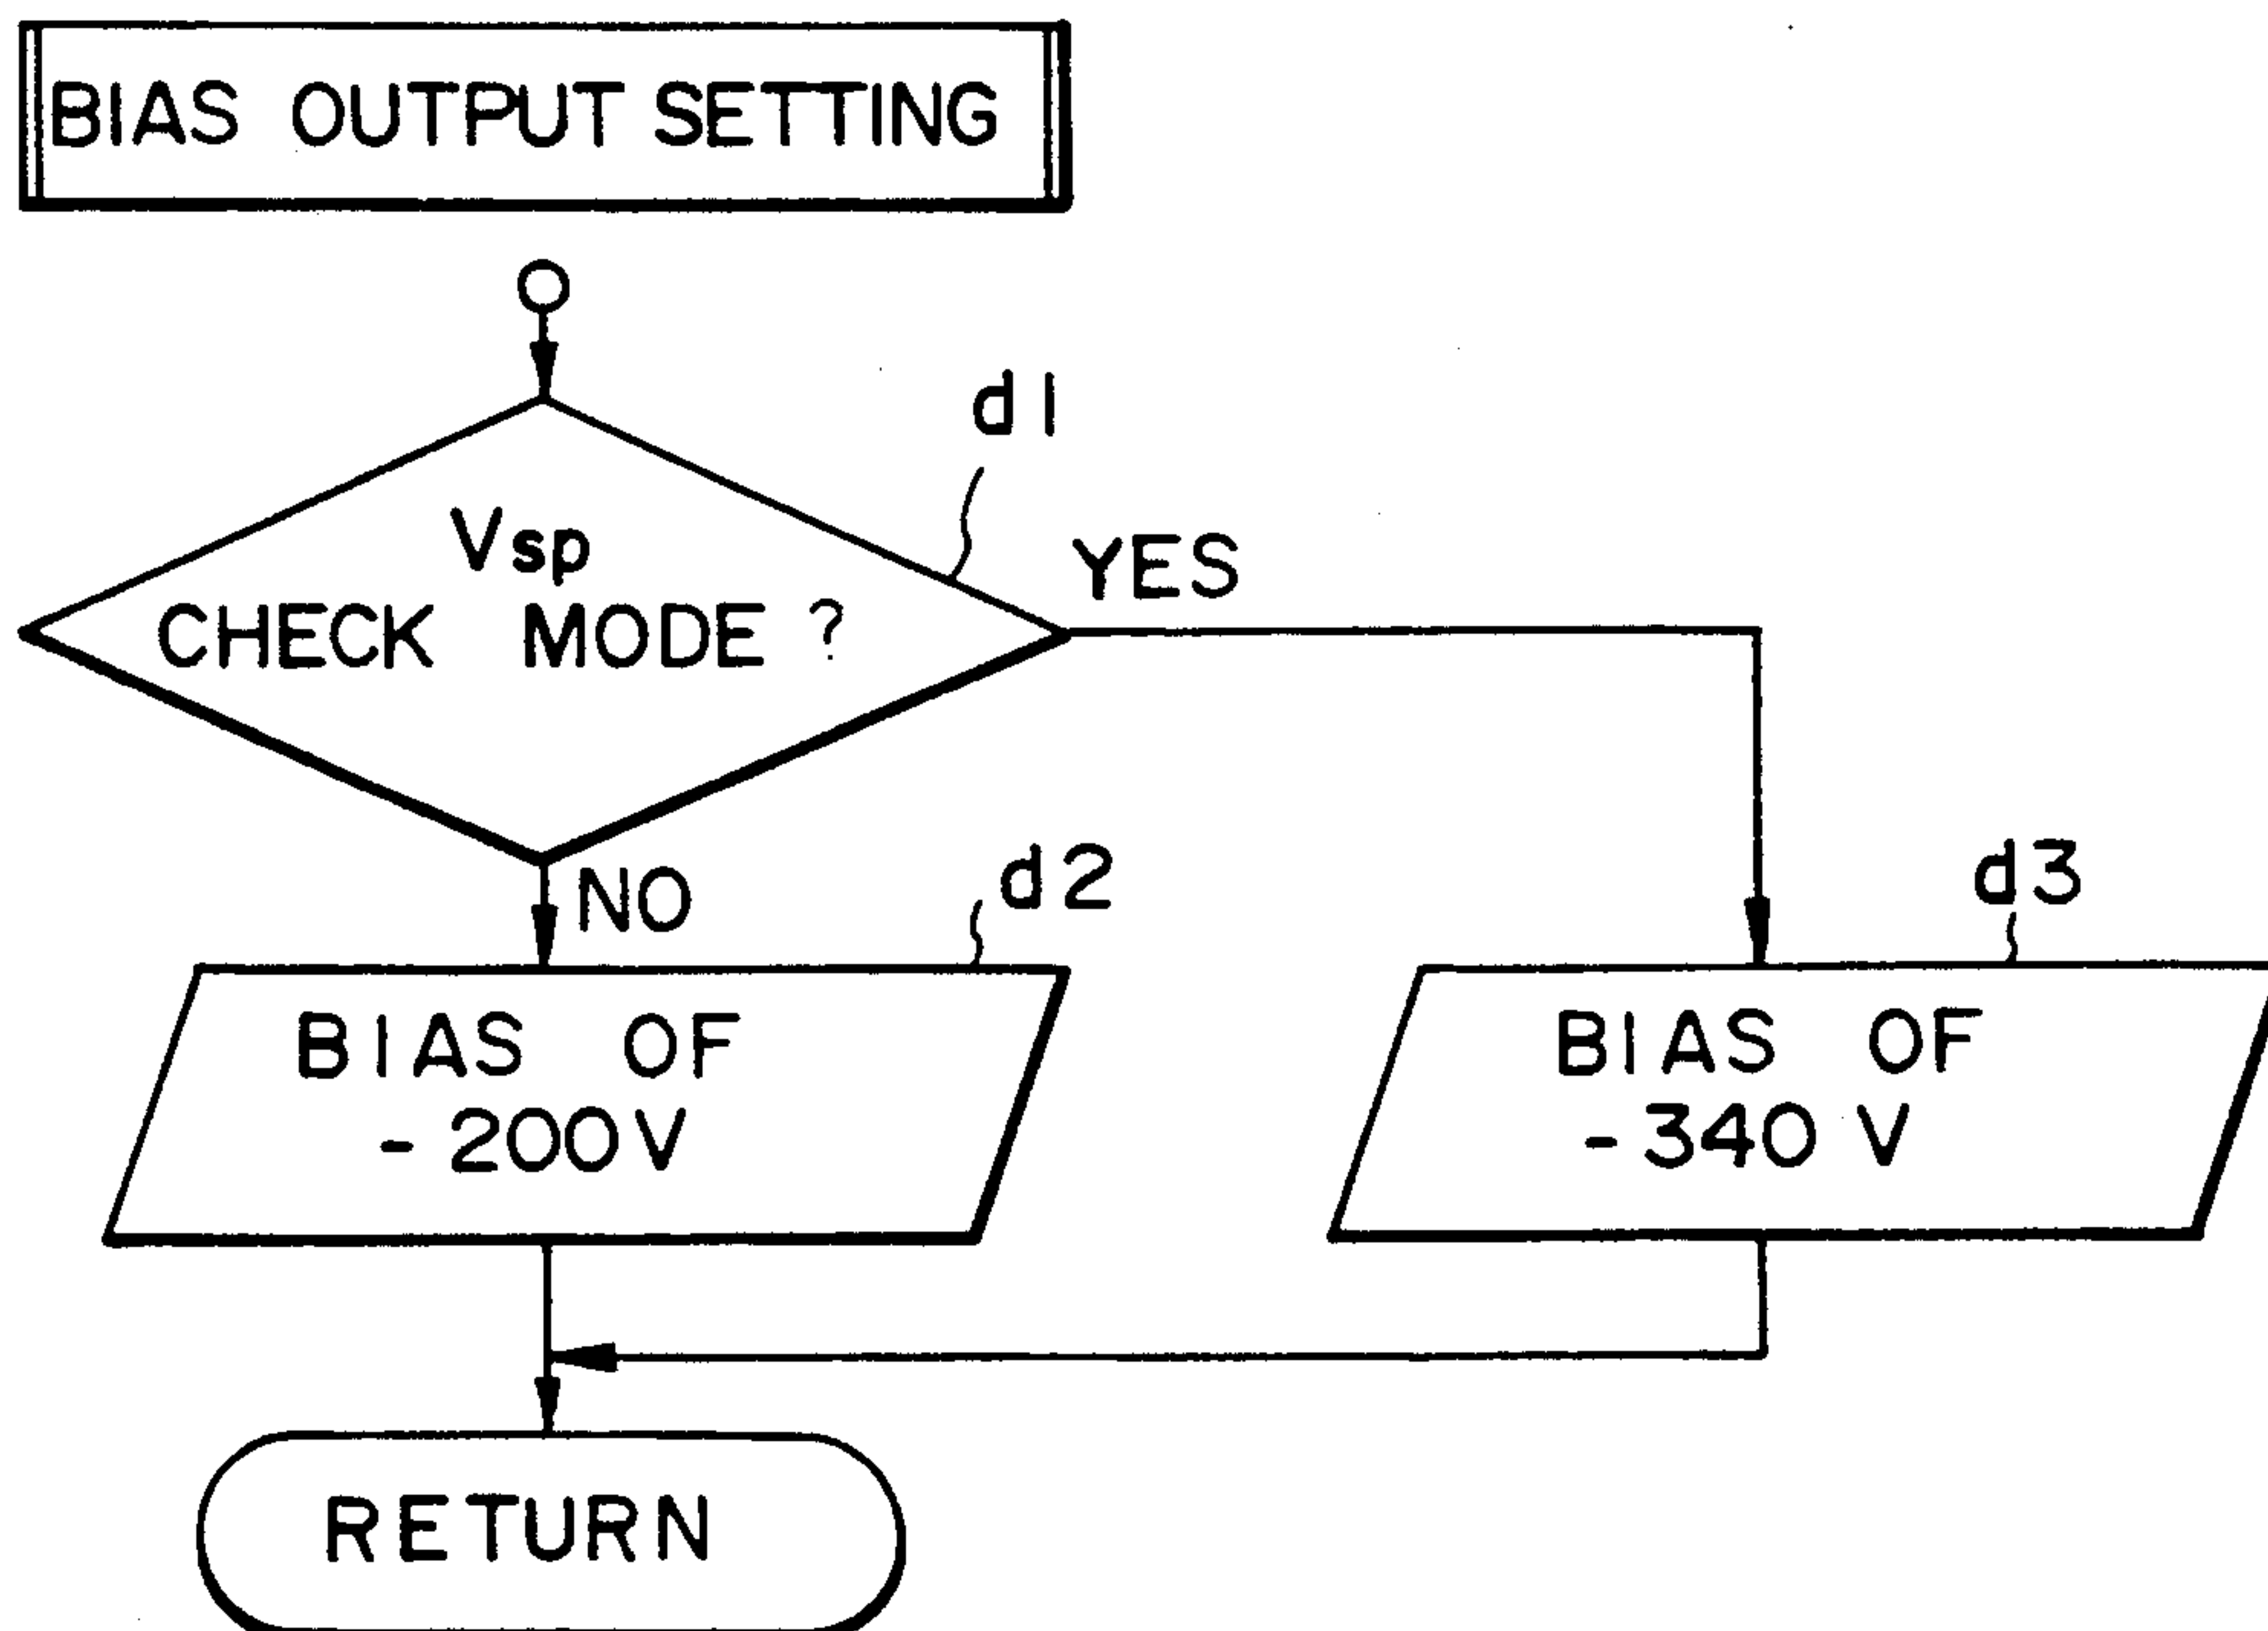 BIAS OUTPUT SETTING
d1
Vsp
CHECK MODE ?
YES
NO
d2
d3
BIAS OF
-200V
BIAS OF
-340 V
RETURN